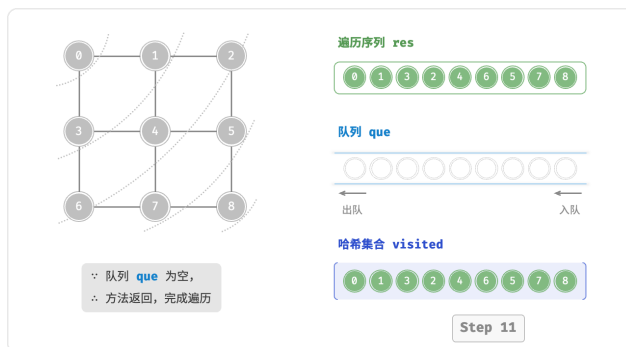 0 1 2
3 4 5
6 7 8
∵ 队列 que 为空，
∴ 方法返回，完成遍历
遍历序列 res
0 1 3 2 4 6 5 7 8
队列 que
出队 入队
哈希集合 visited
0 1 3 2 4 6 5 7 8
Step 11